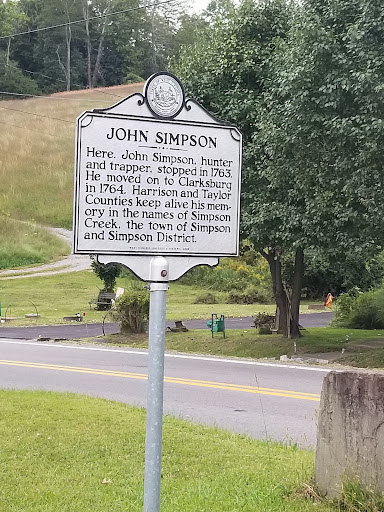 JOHN SIMPSON
Here, John Simpson, hunter
and trapper, stopped in 1763.
He moved on to Clarksburg
in 1764. Harrison and Taylor
Counties keep alive his mem-
ory in the names of Simpson
Creek, the town of Simpson
and Simpson District.